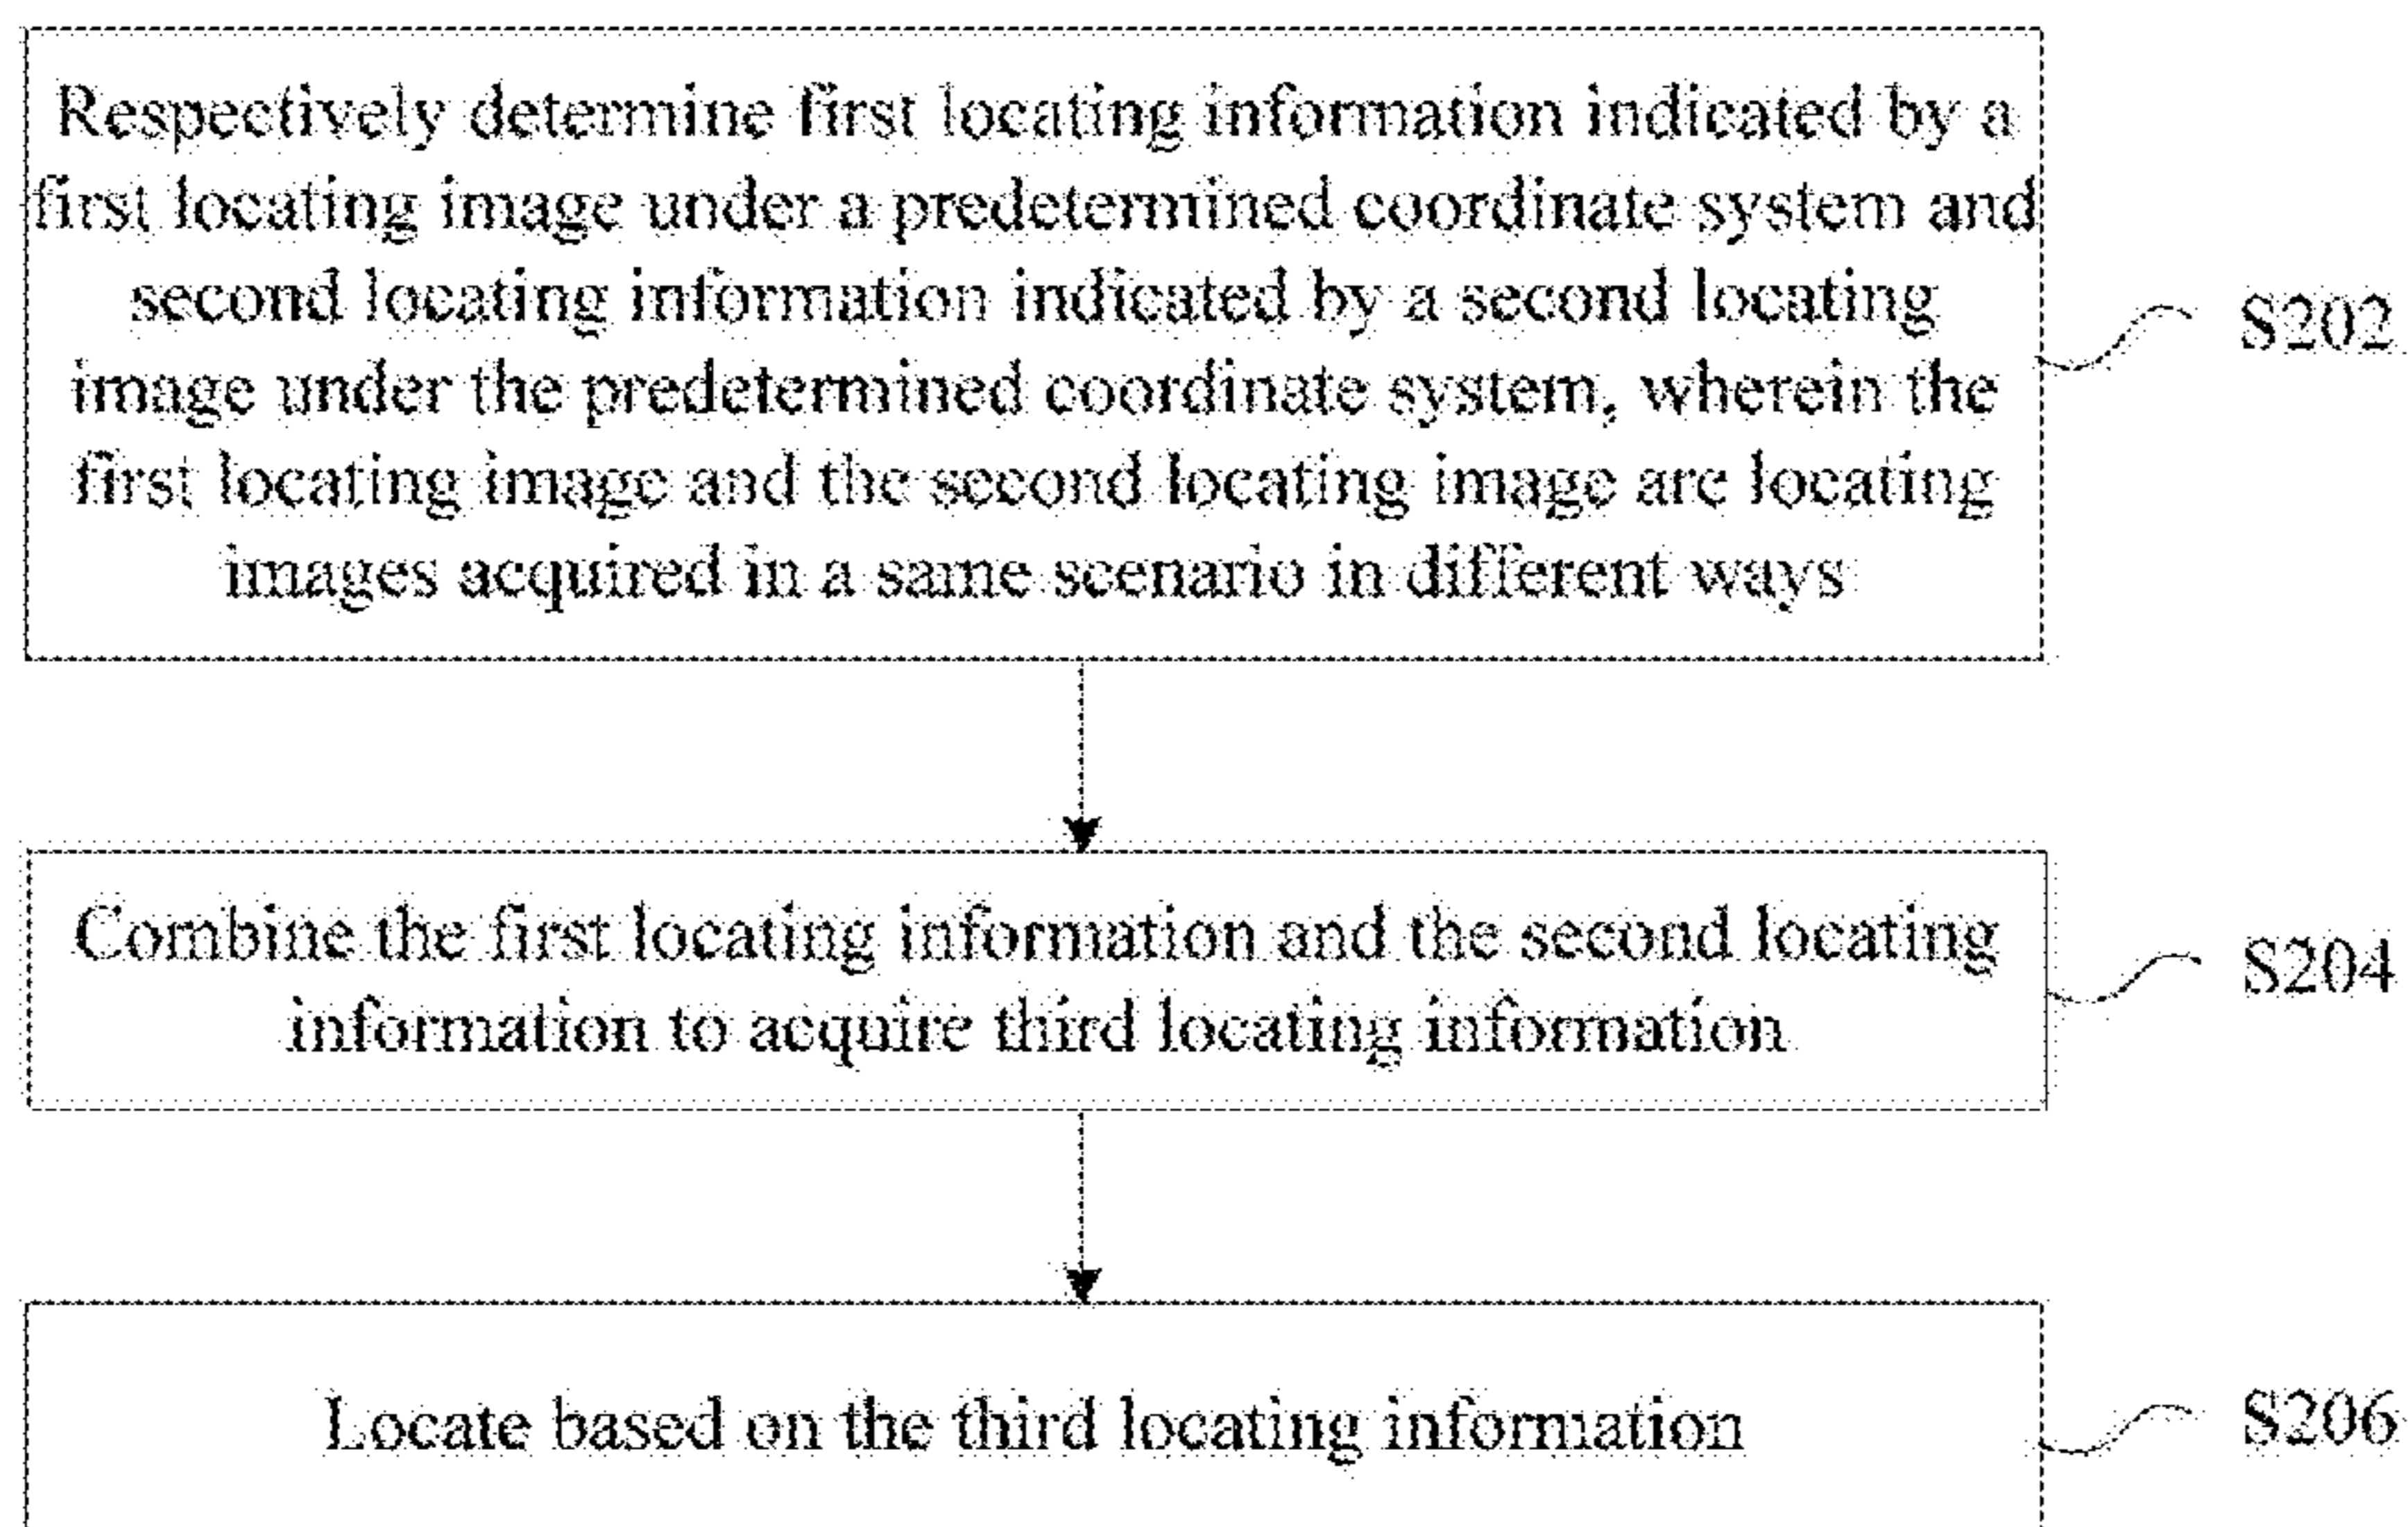 Respectively determine first locating information indicated by a
first locating image under a predetermined coordinate system and
second locating information indicated by a second locating
image under the predetermined coordinate system, wherein the
first locating image and the second locating image are locating
images acquired in a same scenario in different ways
S202
Combine the first locating information and the second locating
information to acquire third locating information
S204
Locate based on the third locating information
S206